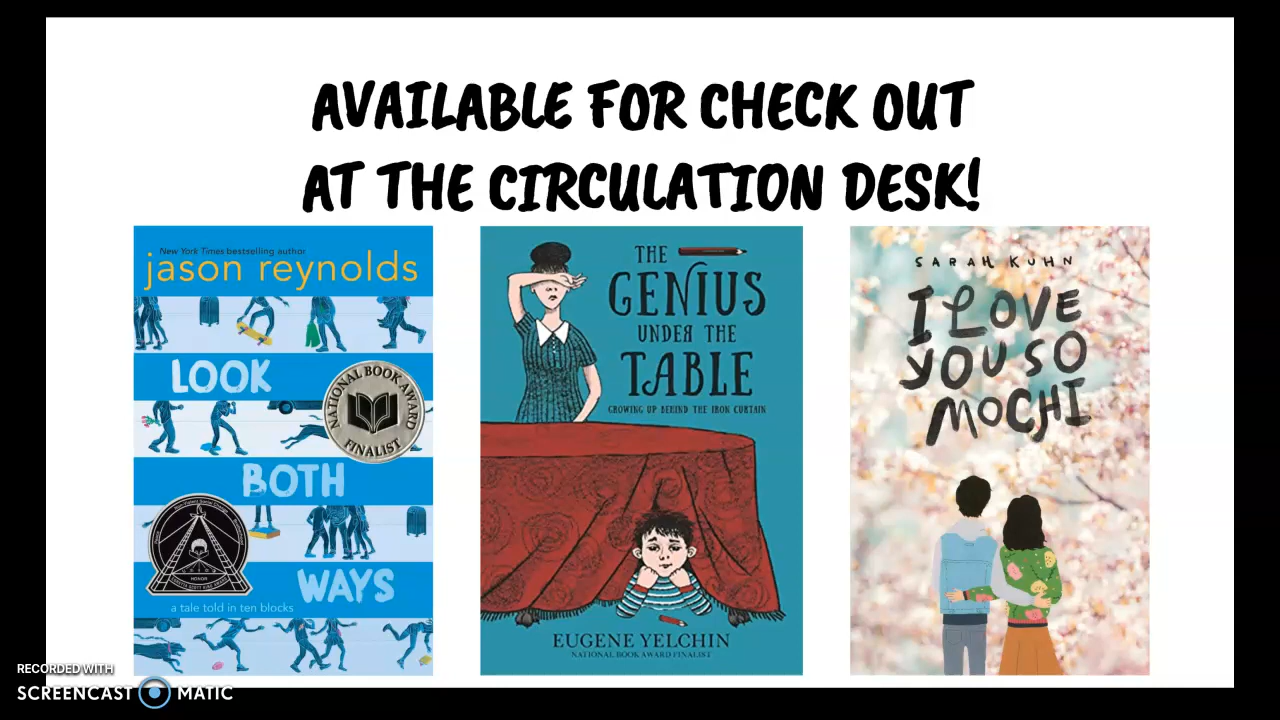 AVAILABLE FOR CHECK OUT
AT THE CIRCULATION DESK!
New York Times bestselling author
jason reynolds
LOOK
NATIONAL BOOK AWARD
FINALIST
BOTH
HONOR
WAYS
a tale told in ten blocks
THE
GENIUS
UNDER THE
TABLE
GROWING UP BEHIND THE IRON CURTAIN
EUGENE YELCHIN
NATIONAL BOOK AWARD FINALIST
SARAH KUHN
I LOVE
YOU SO
MOCHI
RECORDED WITH
SCREENCAST MATIC